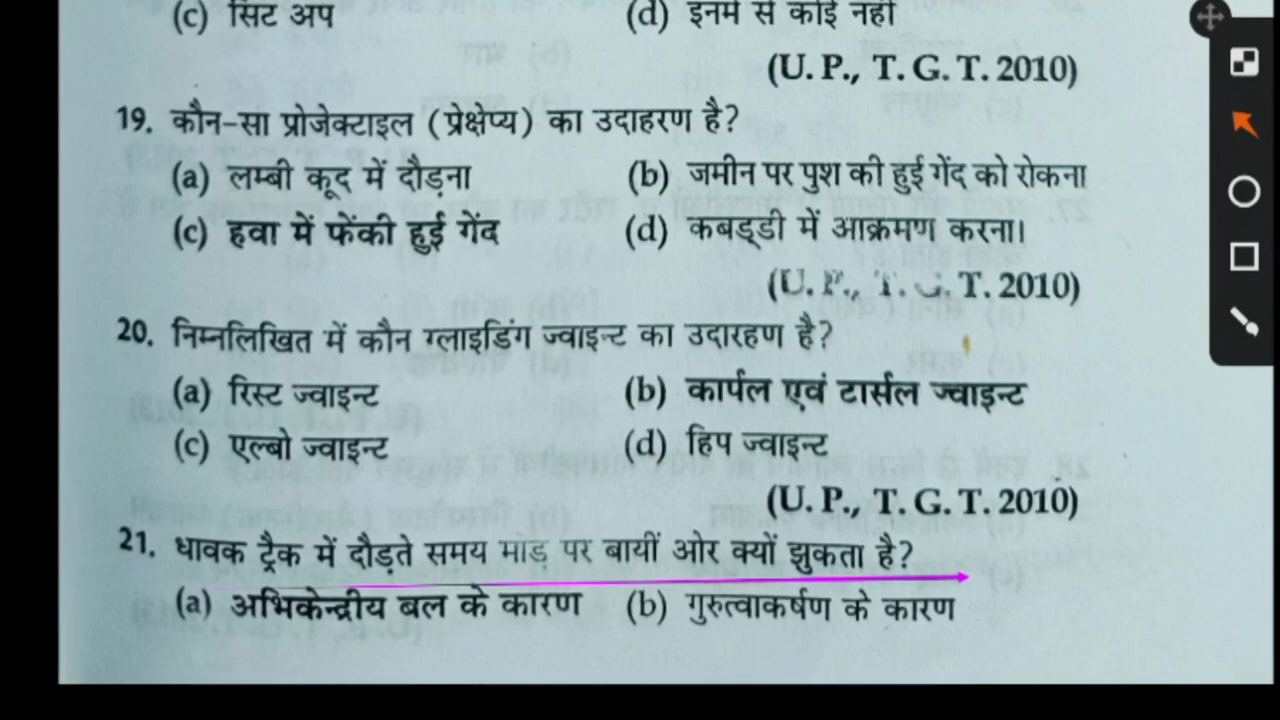 (c) सिट अप (d) इनमें से कोई नहीं
(U. P., T. G. T. 2010)
19. कौन-सा प्रोजेक्टाइल (प्रेक्षेप्य) का उदाहरण है?
(a) लम्बी कूद में दौड़ना (b) जमीन पर पुश की हुई गेंद को रोकना
(c) हवा में फेंकी हुई गेंद (d) कबड्डी में आक्रमण करना।
(U. P., T. G. T. 2010)
20. निम्नलिखित में कौन ग्लाइडिंग ज्वाइन्ट का उदारहण है?
(a) रिस्ट ज्वाइन्ट (b) कार्पल एवं टार्सल ज्वाइन्ट
(c) एल्बो ज्वाइन्ट (d) हिप ज्वाइन्ट
(U. P., T. G. T. 2010)
21. धावक ट्रैक में दौड़ते समय मोड़ पर बायीं ओर क्यों झुकता है?
(a) अभिकेन्द्रीय बल के कारण (b) गुरुत्वाकर्षण के कारण